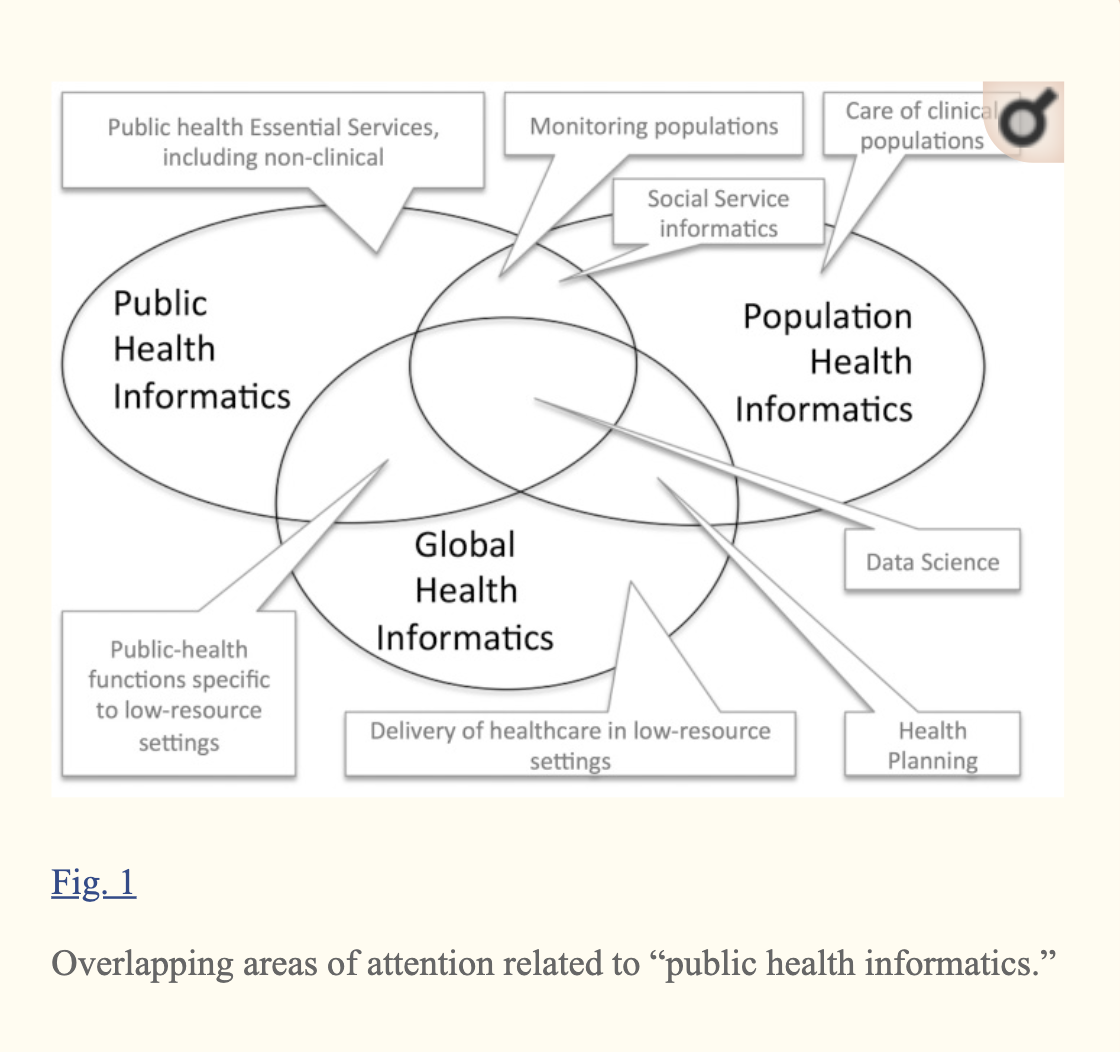 Public health Essential Services,
including non-clinical
Monitoring populations
Care of clinical
populations
Social Service
informatics
Public
Health
Informatics
Population
Health
Informatics
Global
Health
Informatics
Data Science
Public-health
functions specific
to low-resource
settings
Delivery of healthcare in low-resource
settings
Health
Planning
Fig. 1
Overlapping areas of attention related to “public health informatics.”